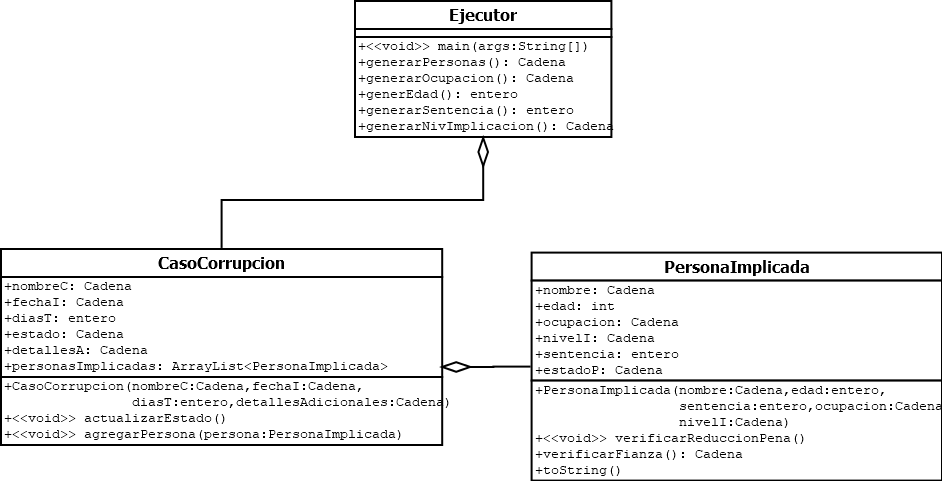 Ejecutor
+<<void>> main(args:String[])
+generarPersonas(): Cadena
+generarOcupacion(): Cadena
+generEdad(): entero
+generarSentencia(): entero
+generarNivImplicacion(): Cadena
CasoCorrupcion
+nombreC: Cadena
+fechaI: Cadena
+diasT: entero
+estado: Cadena
+detallesA: Cadena
+personasImplicadas: ArrayList<PersonaImplicada>
+CasoCorrupcion(nombreC:Cadena,fechaI:Cadena,
diasT:entero,detallesAdicionales:Cadena)
+<<void>> actualizarEstado()
+<<void>> agregarPersona(persona:PersonaImplicada)
PersonaImplicada
+nombre: Cadena
+edad: int
+ocupacion: Cadena
+nivelI: Cadena
+sentencia: entero
+estadoP: Cadena
+PersonaImplicada(nombre:Cadena,edad:entero,
sentencia:entero,ocupacion:Cadena
nivelI:Cadena)
+<<void>> verificarReduccionPena()
+verificarFianza(): Cadena
+toString()